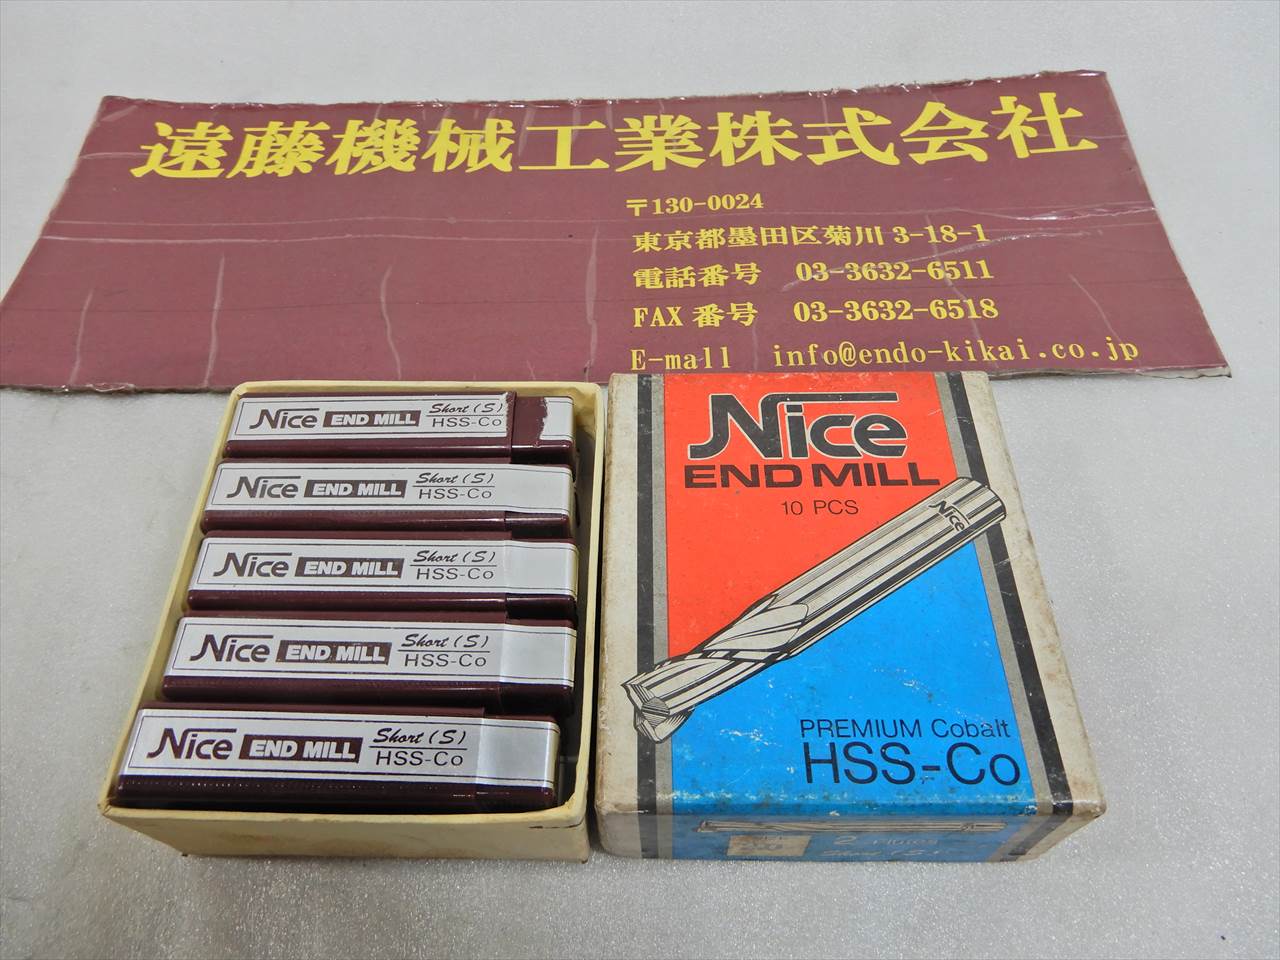 遠藤機械工業株式会社
〒130-0024
東京都墨田区菊川 3-18-1
電話番号 03-3632-6511
FAX 番号 03-3632-6518
E-mall info@endo-kikai.co.jp
Nice END MILL Short (S) HSS-Co
Nice END MILL Short (S) HSS-Co
Nice END MILL Short (S) HSS-Co
Nice END MILL Short (S) HSS-Co
Nice END MILL Short (S) HSS-Co
Nice
END MILL
10 PCS
Nice
PREMIUM Cobalt
HSS-Co
2 Flutes
Short (S)